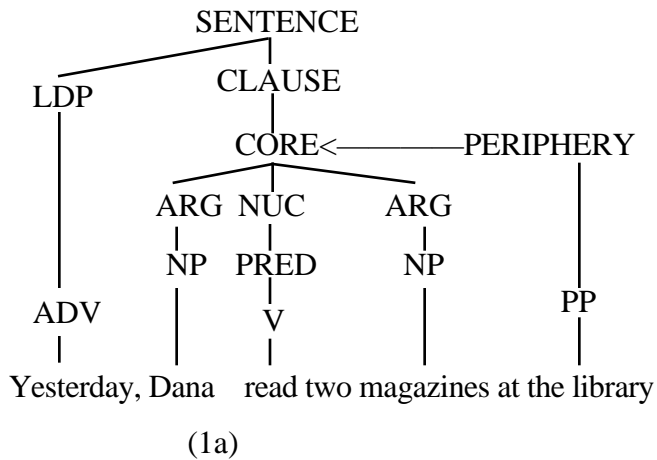 SENTENCE
LDP CLAUSE
CORE<————PERIPHERY
ARG NUC ARG
NP PRED NP
ADV V PP
Yesterday, Dana read two magazines at the library
(1a)